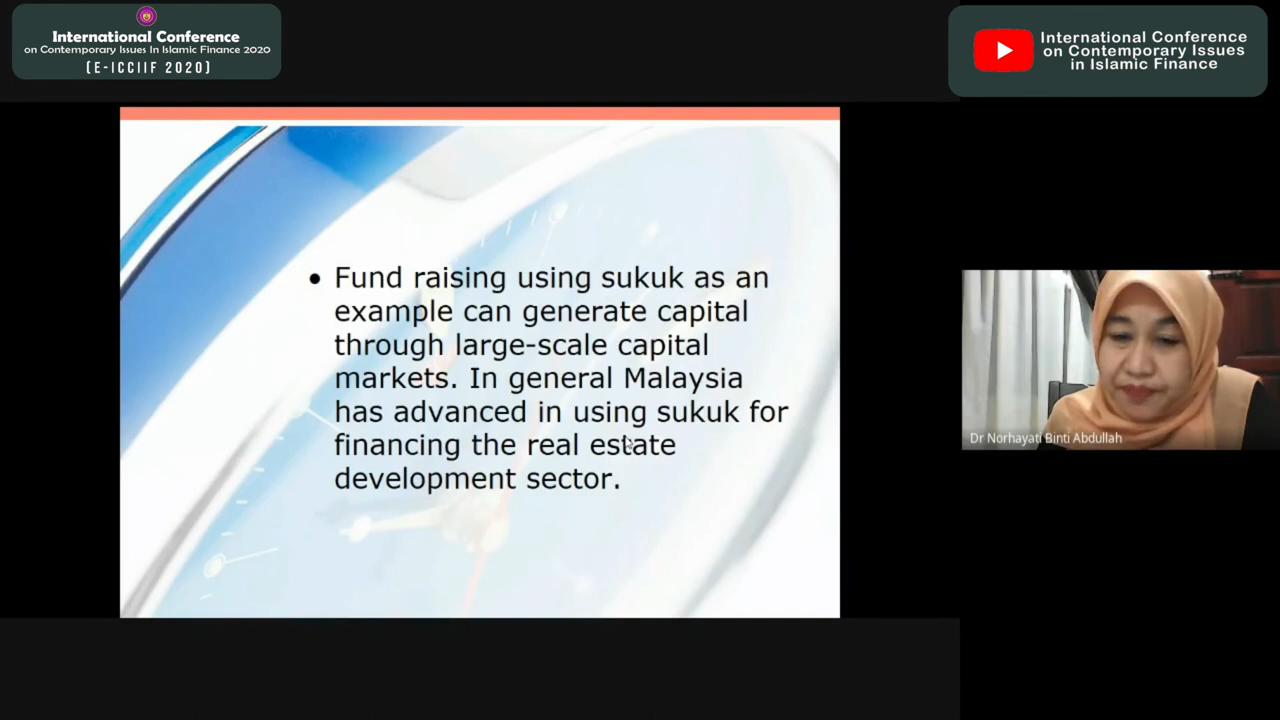 International Conference
on Contemporary Issues In Islamic Finance 2020
(E-ICCIIF 2020)
International Conference
on Contemporary Issues
in Islamic Finance
• Fund raising using sukuk as an
example can generate capital
through large-scale capital
markets. In general Malaysia
has advanced in using sukuk for
financing the real estate
development sector.
Dr Norhayati Binti Abdullah